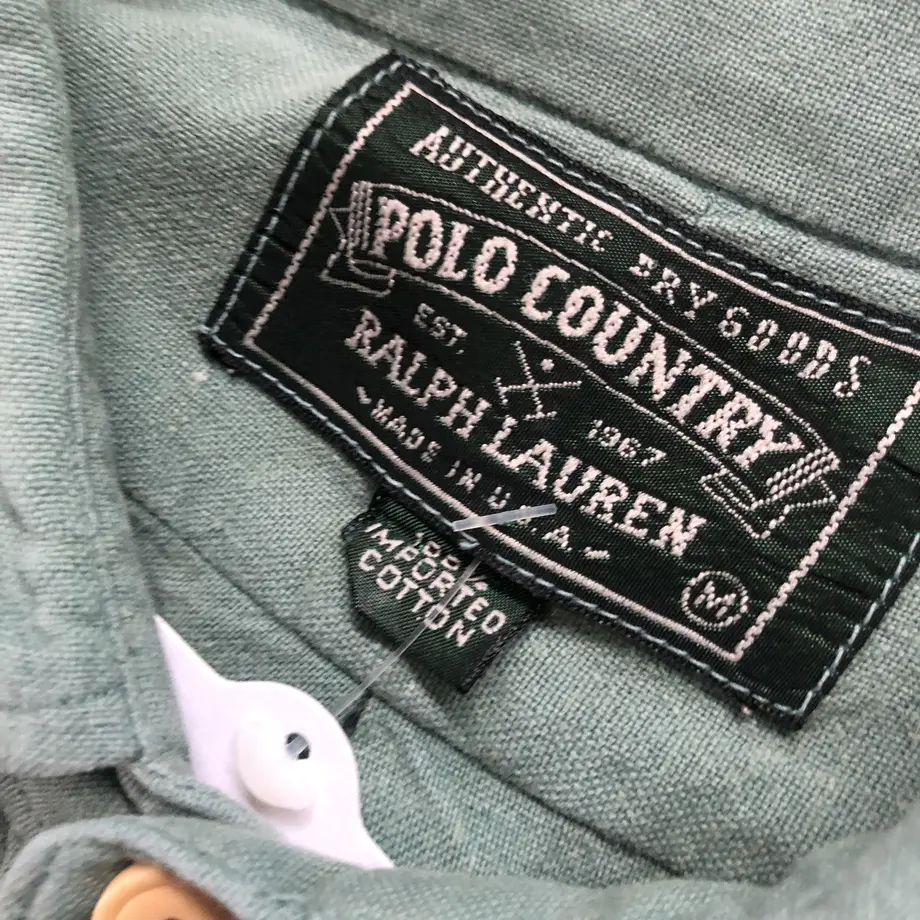 AUTHENTIC DRY GOODS
POLO COUNTRY
EST. 1967
RALPH LAUREN
MADE IN U.S.A.
M
100%
IMPORTED
COTTON